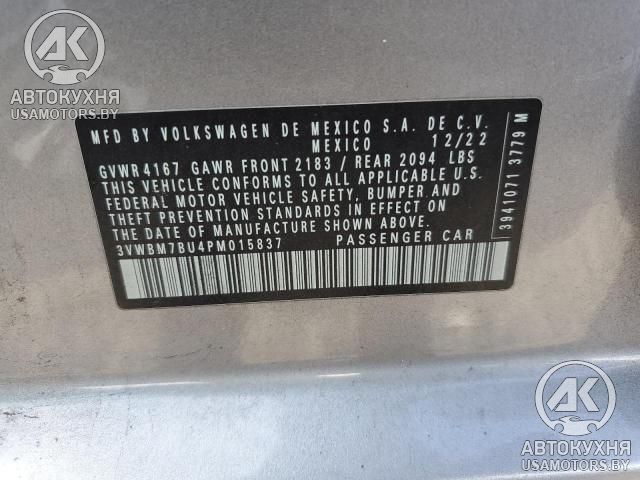 AK
АВТОКУХНЯ
USAMOTORS.BY
MFD BY VOLKSWAGEN DE MEXICO S.A. DE C.V.
MEXICO 12/22
GVWR 4167 GAWR FRONT 2183 / REAR 2094 LBS
THIS VEHICLE CONFORMS TO ALL APPLICABLE U.S.
FEDERAL MOTOR VEHICLE SAFETY, BUMPER AND
THEFT PREVENTION STANDARDS IN EFFECT ON
THE DATE OF MANUFACTURE SHOWN ABOVE.
3VWBM7BU4PM015837 PASSENGER CAR
3941071 3779 M
AK
АВТОКУХНЯ
USAMOTORS.BY